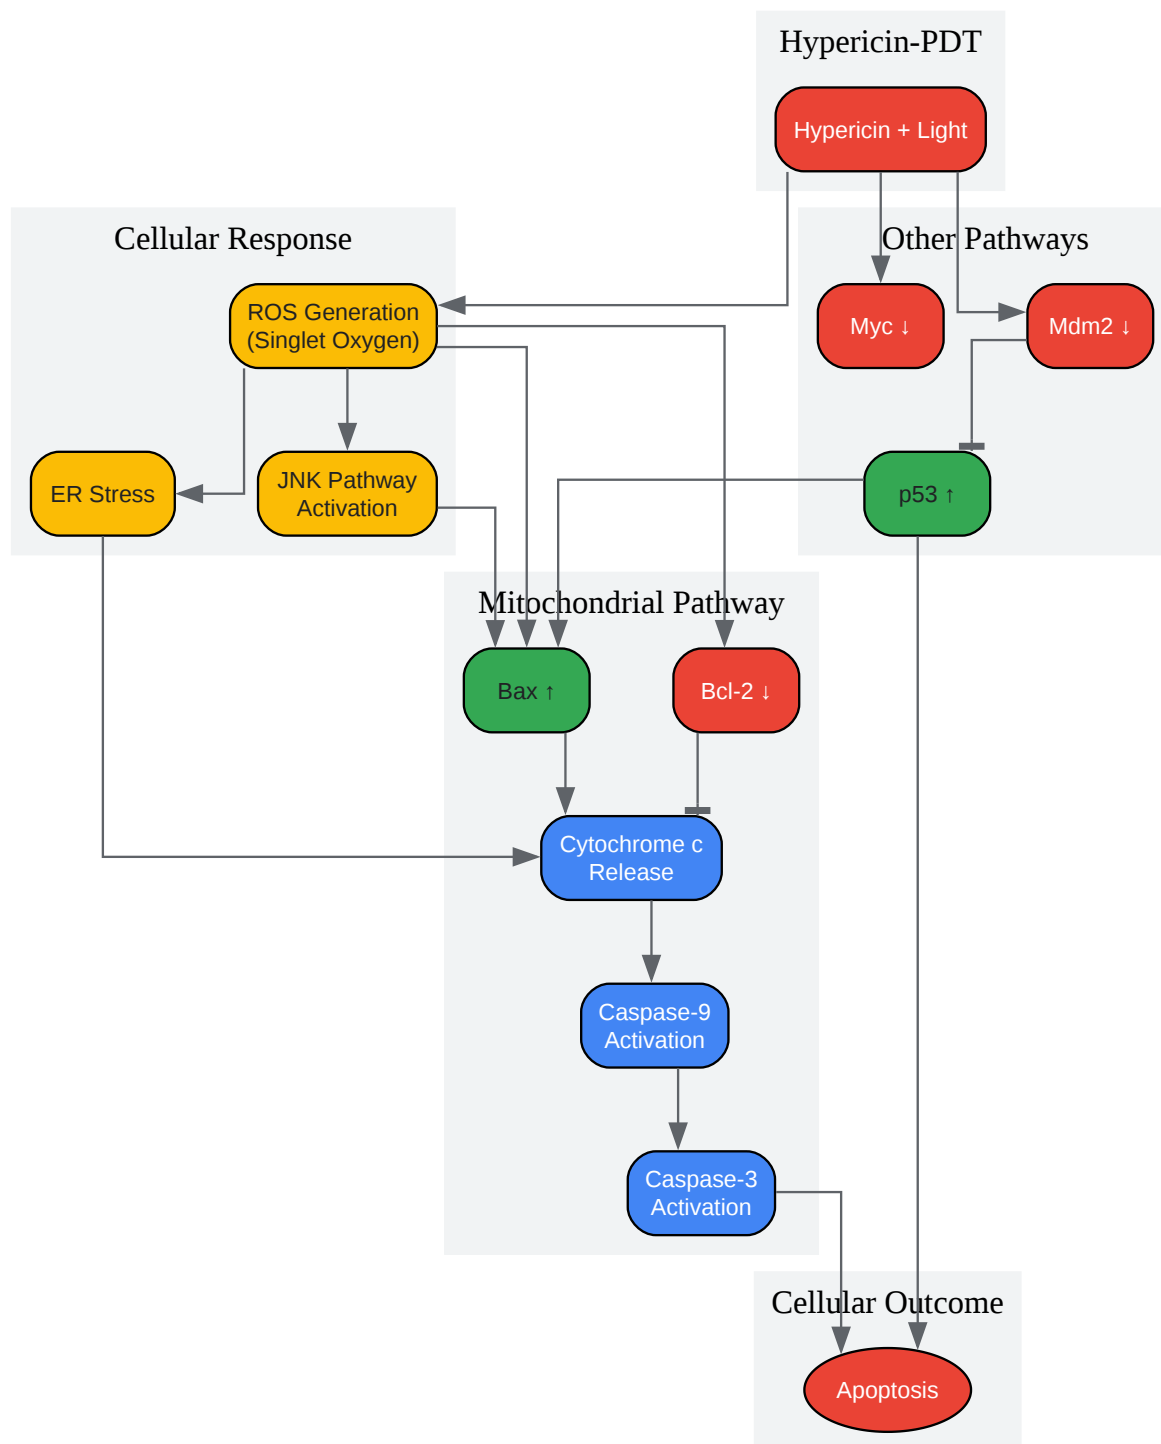 Hypericin-PDT
Hypericin + Light
Cellular Response
Other Pathways
ROS Generation
(Singlet Oxygen)
Myc ↓
Mdm2 ↓
ER Stress
JNK Pathway
Activation
p53 ↑
Mitochondrial Pathway
Bax ↑
Bcl-2 ↓
Cytochrome c
Release
Caspase-9
Activation
Caspase-3
Activation
Cellular Outcome
Apoptosis